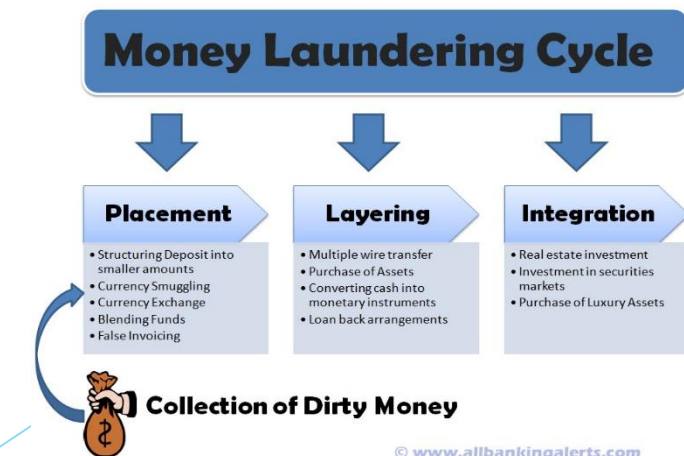 Money Laundering Cycle
Placement
• Structuring Deposit into
smaller amounts
• Currency Smuggling
• Currency Exchange
• Blending Funds
• False Invoicing
Layering
• Multiple wire transfer
• Purchase of Assets
• Converting cash into
monetary instruments
• Loan back arrangements
Integration
• Real estate investment
• Investment in securities
markets
• Purchase of Luxury Assets
Collection of Dirty Money
© www.allbankingalerts.com